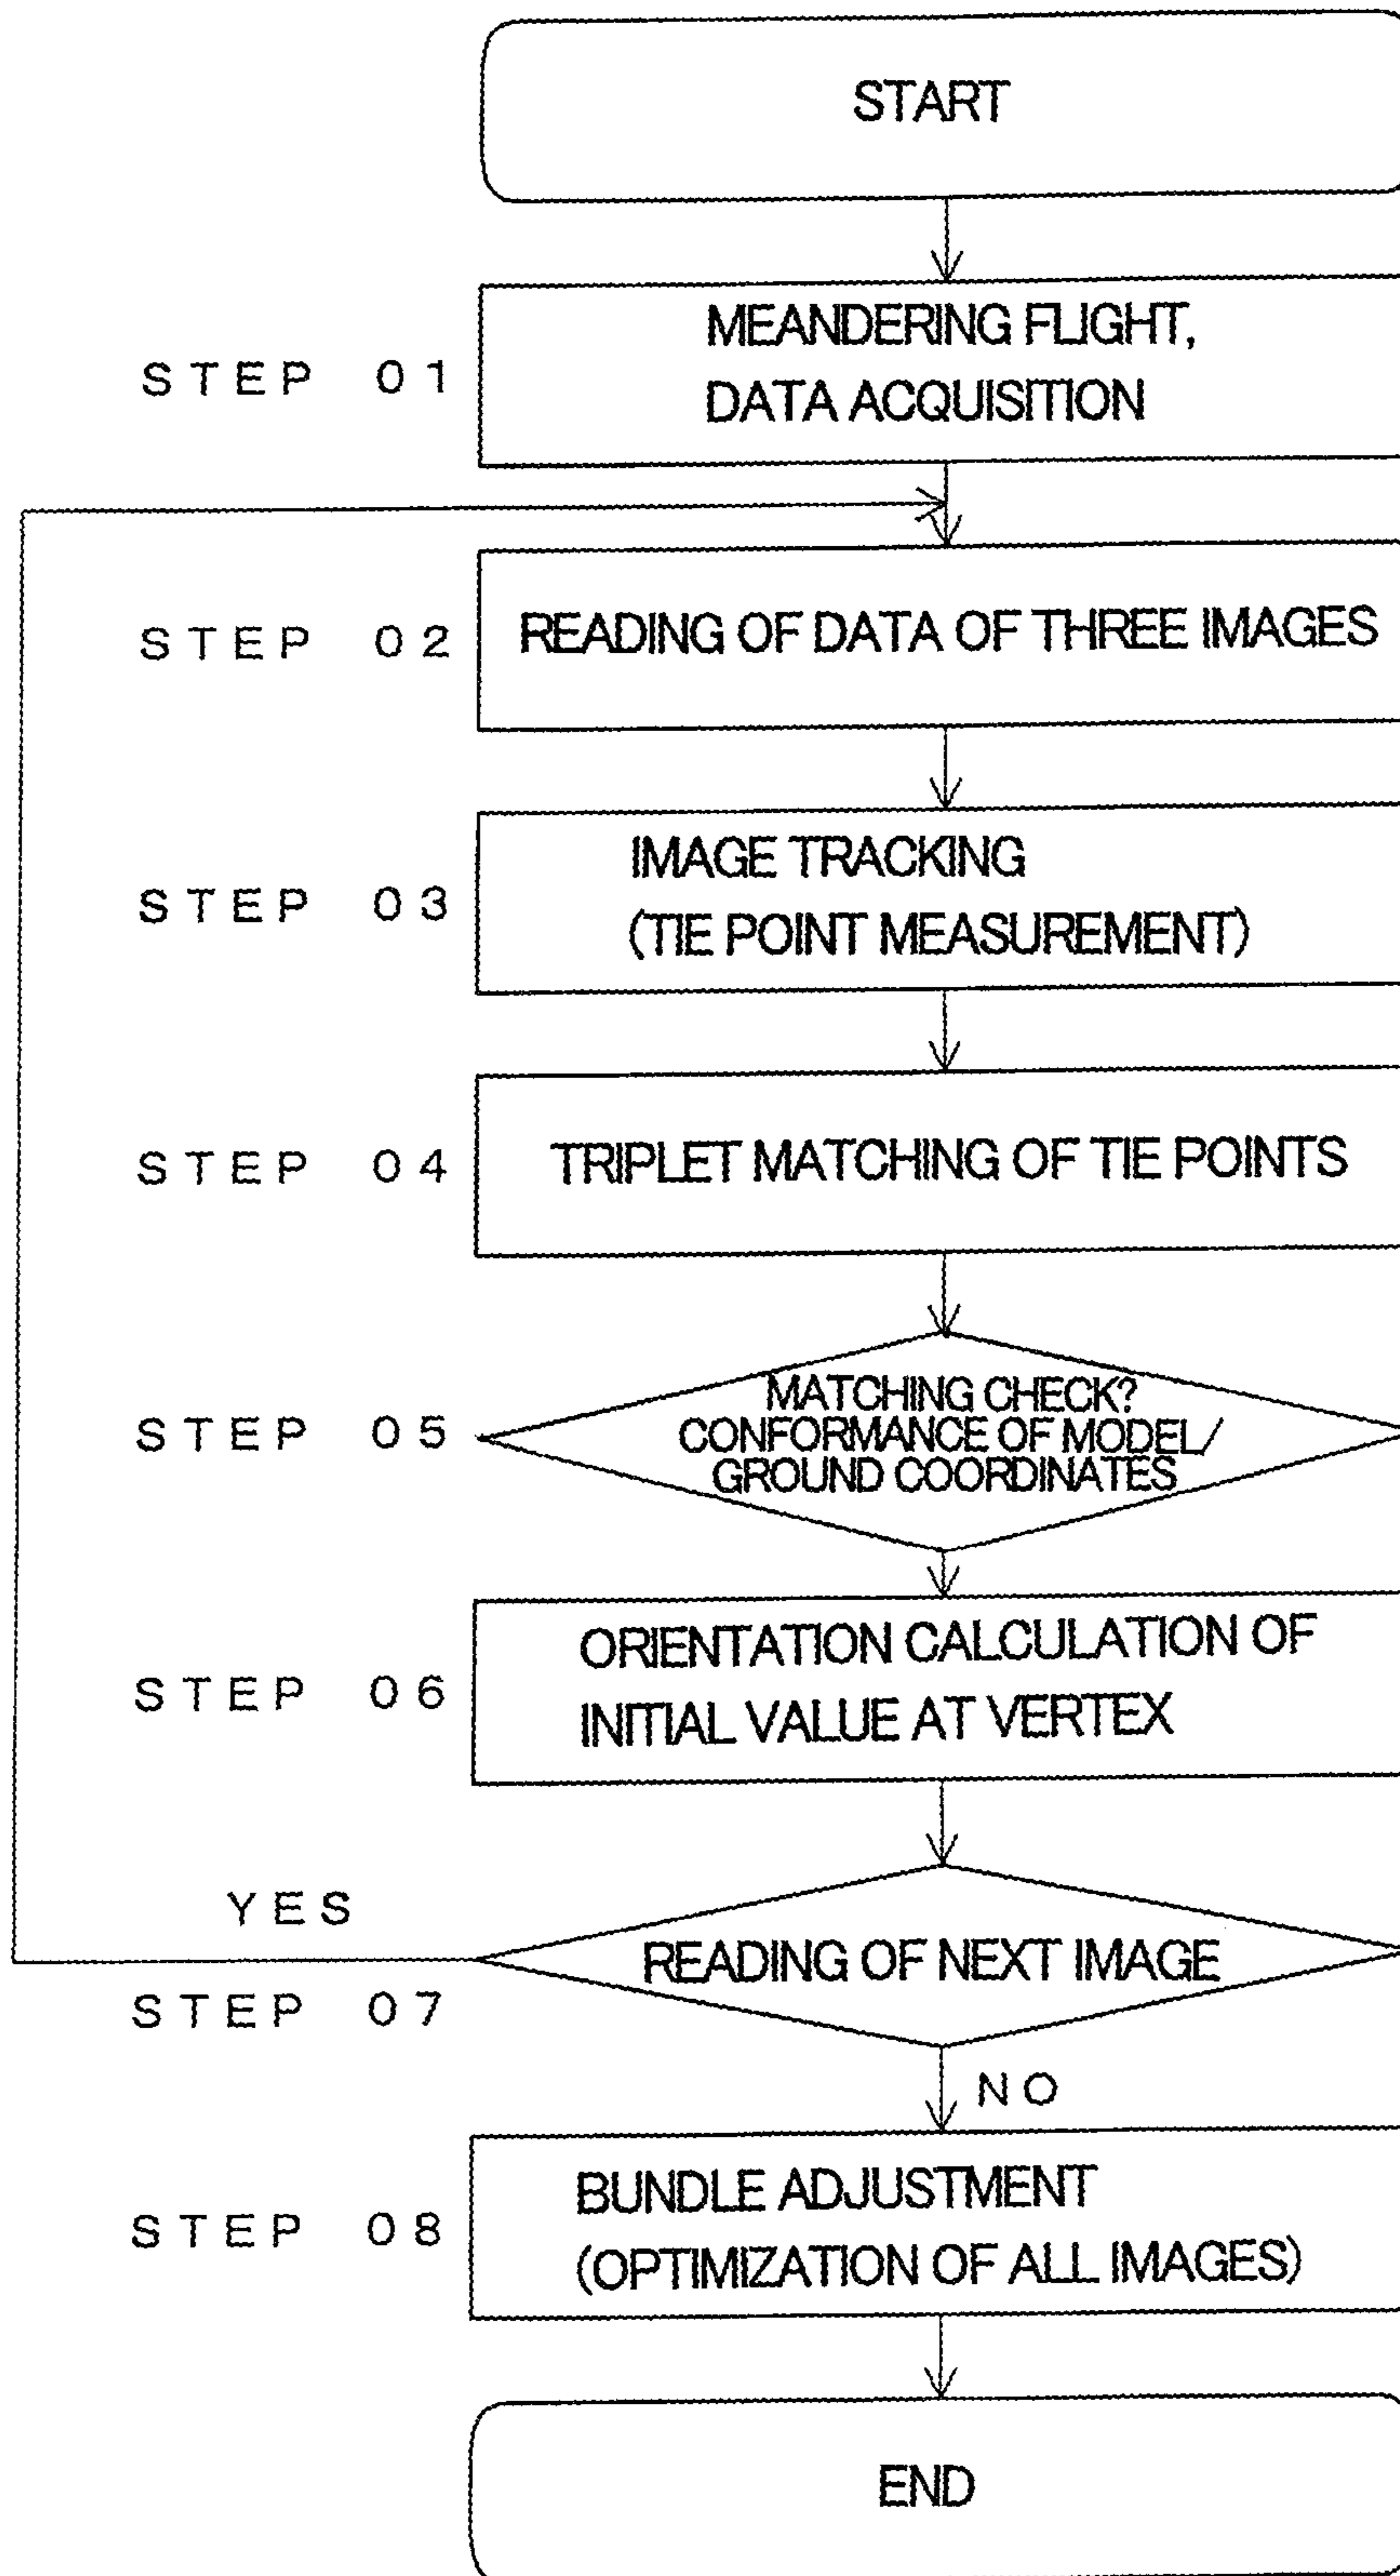 START
STEP 01
MEANDERING FLIGHT,
DATA ACQUISITION
STEP 02
READING OF DATA OF THREE IMAGES
STEP 03
IMAGE TRACKING
(TIE POINT MEASUREMENT)
STEP 04
TRIPLET MATCHING OF TIE POINTS
STEP 05
MATCHING CHECK?
CONFORMANCE OF MODEL/
GROUND COORDINATES
STEP 06
ORIENTATION CALCULATION OF
INITIAL VALUE AT VERTEX
YES
STEP 07
READING OF NEXT IMAGE
NO
STEP 08
BUNDLE ADJUSTMENT
(OPTIMIZATION OF ALL IMAGES)
END